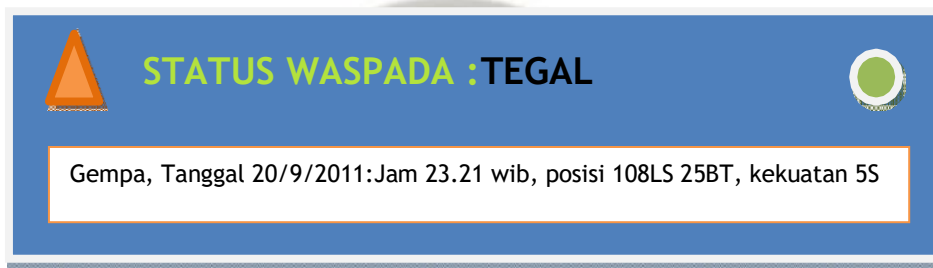 STATUS WASPADA :TEGAL
Gempa, Tanggal 20/9/2011:Jam 23.21 wib, posisi 108LS 25BT, kekuatan 5S